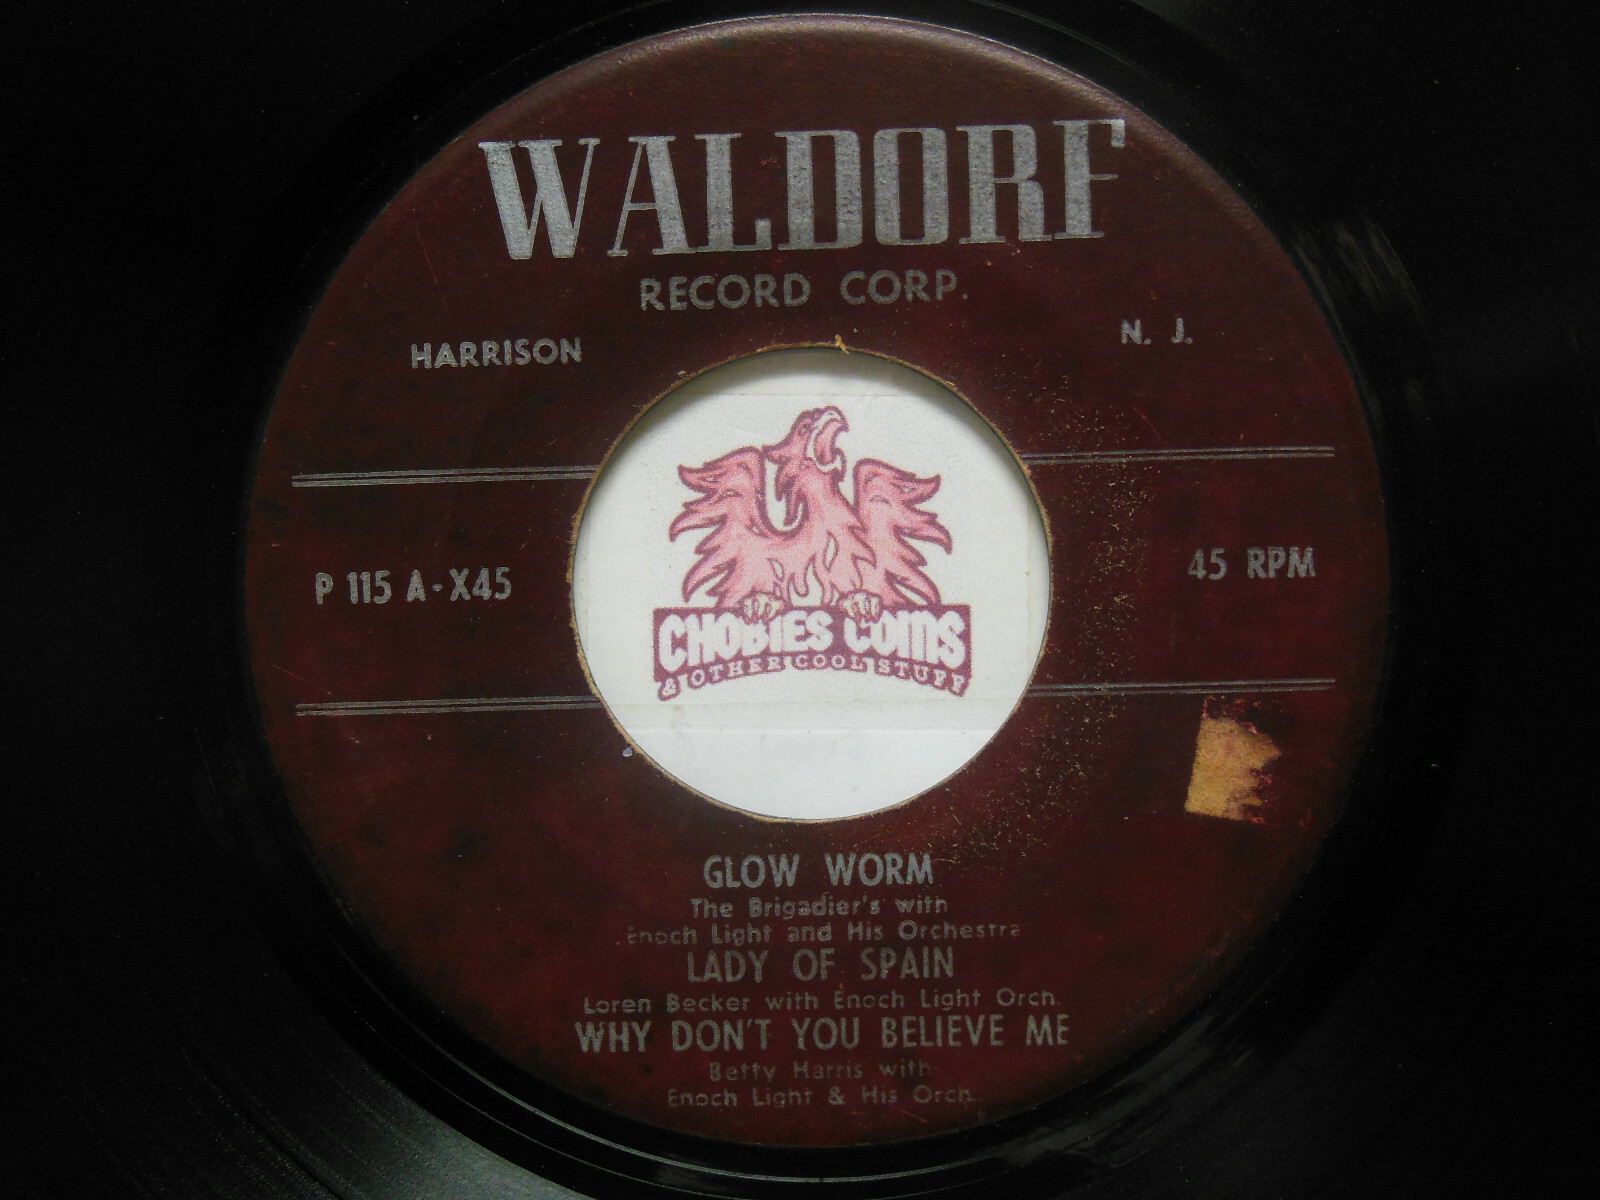 WALDORF
RECORD CORP.
HARRISON
N. J.
P 115 A-X45
45 RPM
CHOBIES COINS
& OTHER COOL STUFF
GLOW WORM
The Brigadier's with
Enoch Light and His Orchestra
LADY OF SPAIN
Loren Becker with Enoch Light Orch.
WHY DON'T YOU BELIEVE ME
Betty Harris with
Enoch Light & His Orch.